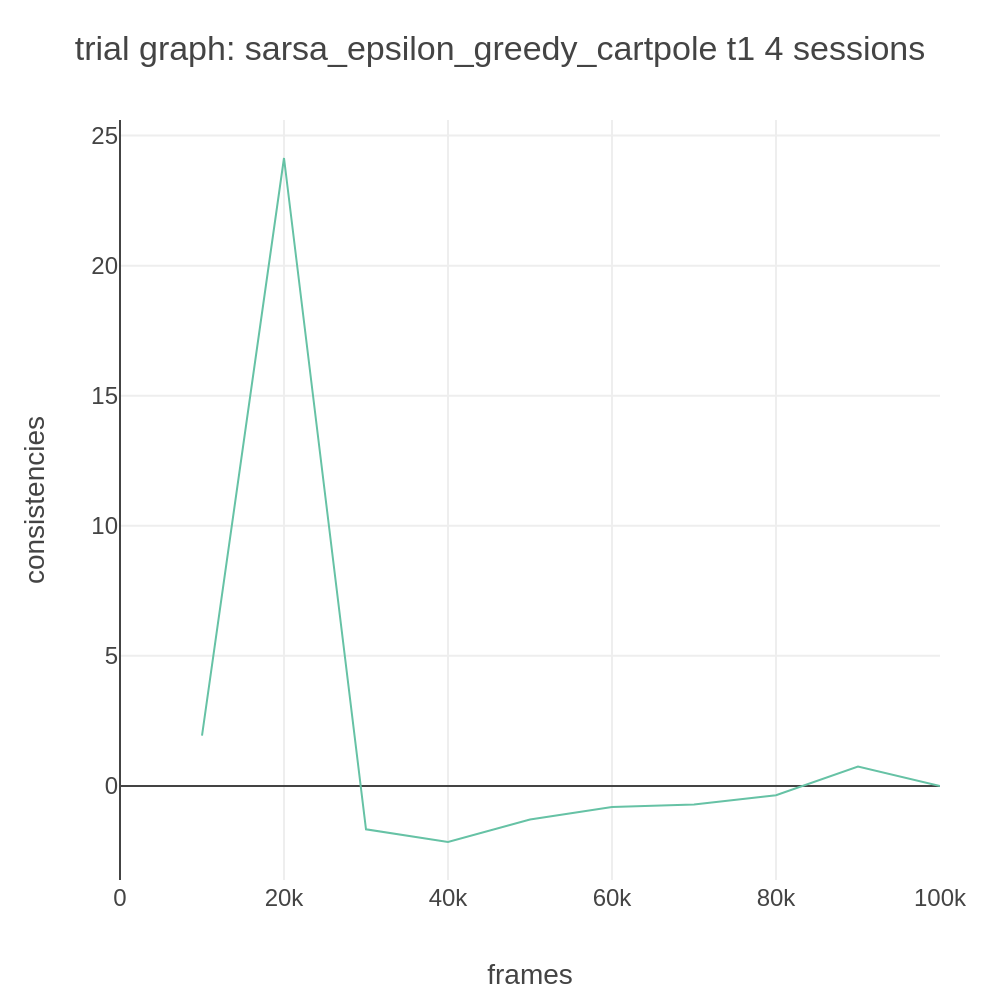 trial graph: sarsa_epsilon_greedy_cartpole t1 4 sessions
25
20
15
10
5
0
consistencies
0 20k 40k 60k 80k 100k
frames